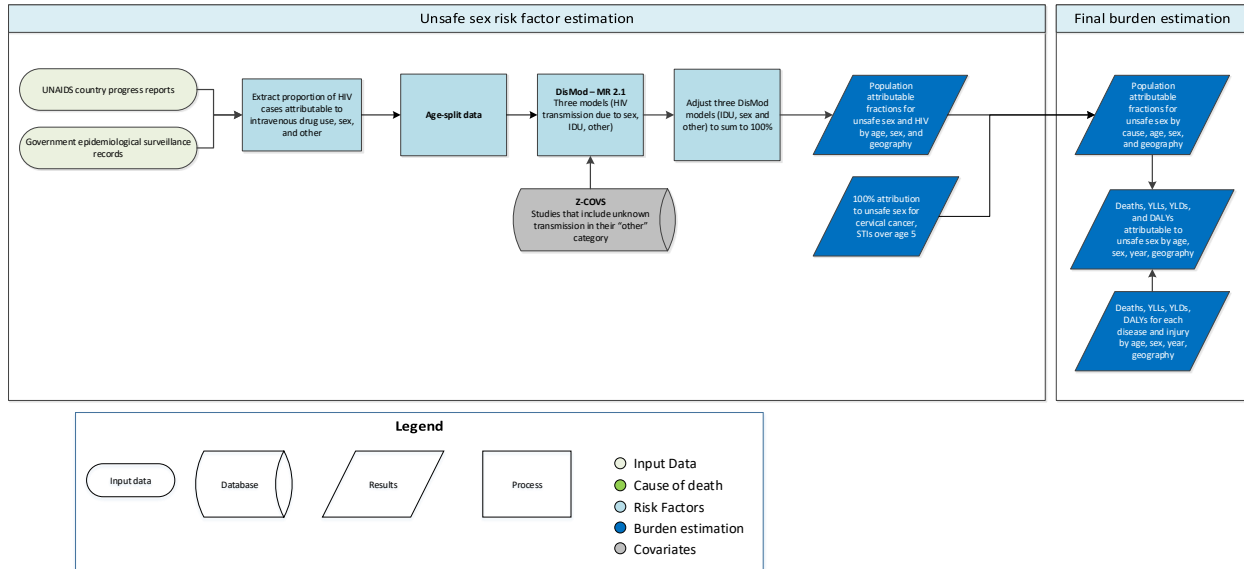 Unsafe sex risk factor estimation
Final burden estimation
UNAIDS country progress reports
Government epidemiological surveillance
records
Extract proportion of HIV
cases attributable to
intravenous drug use, sex,
and other
Age-split data
DisMod – MR 2.1
Three models (HIV
transmission due to sex,
IDU, other)
Adjust three DisMod
models (IDU, sex and
other) to sum to 100%
Population
attributable
fractions for
unsafe sex and HIV
by age, sex, and
geography
Z-COVS
Studies that include unknown
transmission in their “other”
category
100% attribution
to unsafe sex for
cervical cancer,
STIs over age 5
Population
attributable
fractions for
unsafe sex by
cause, age, sex,
and geography
Deaths, YLLs, YLDs,
and DALYs
attributable to
unsafe sex by age,
sex, year, geography
Deaths, YLLs, YLDs,
DALYs for each
disease and injury
by age, sex, year,
geography
Legend
Input data
Database
Results
Process
Input Data
Cause of death
Risk Factors
Burden estimation
Covariates